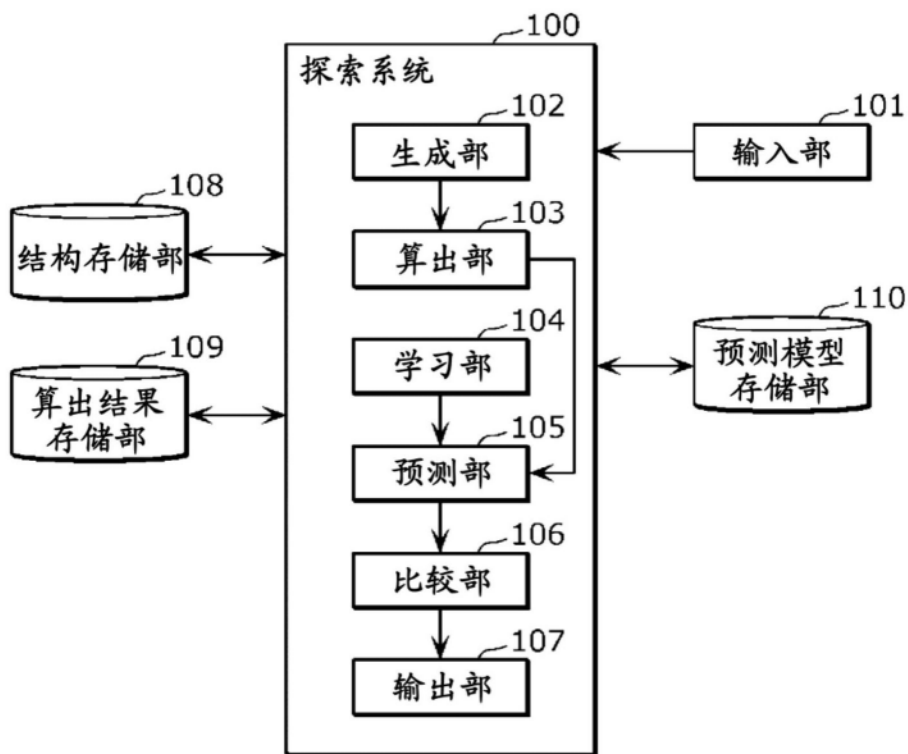 100
探索系统
102
生成部
101
输入部
108
结构存储部
103
算出部
104
学习部
110
预测模型
存储部
109
算出结果
存储部
105
预测部
106
比较部
107
输出部